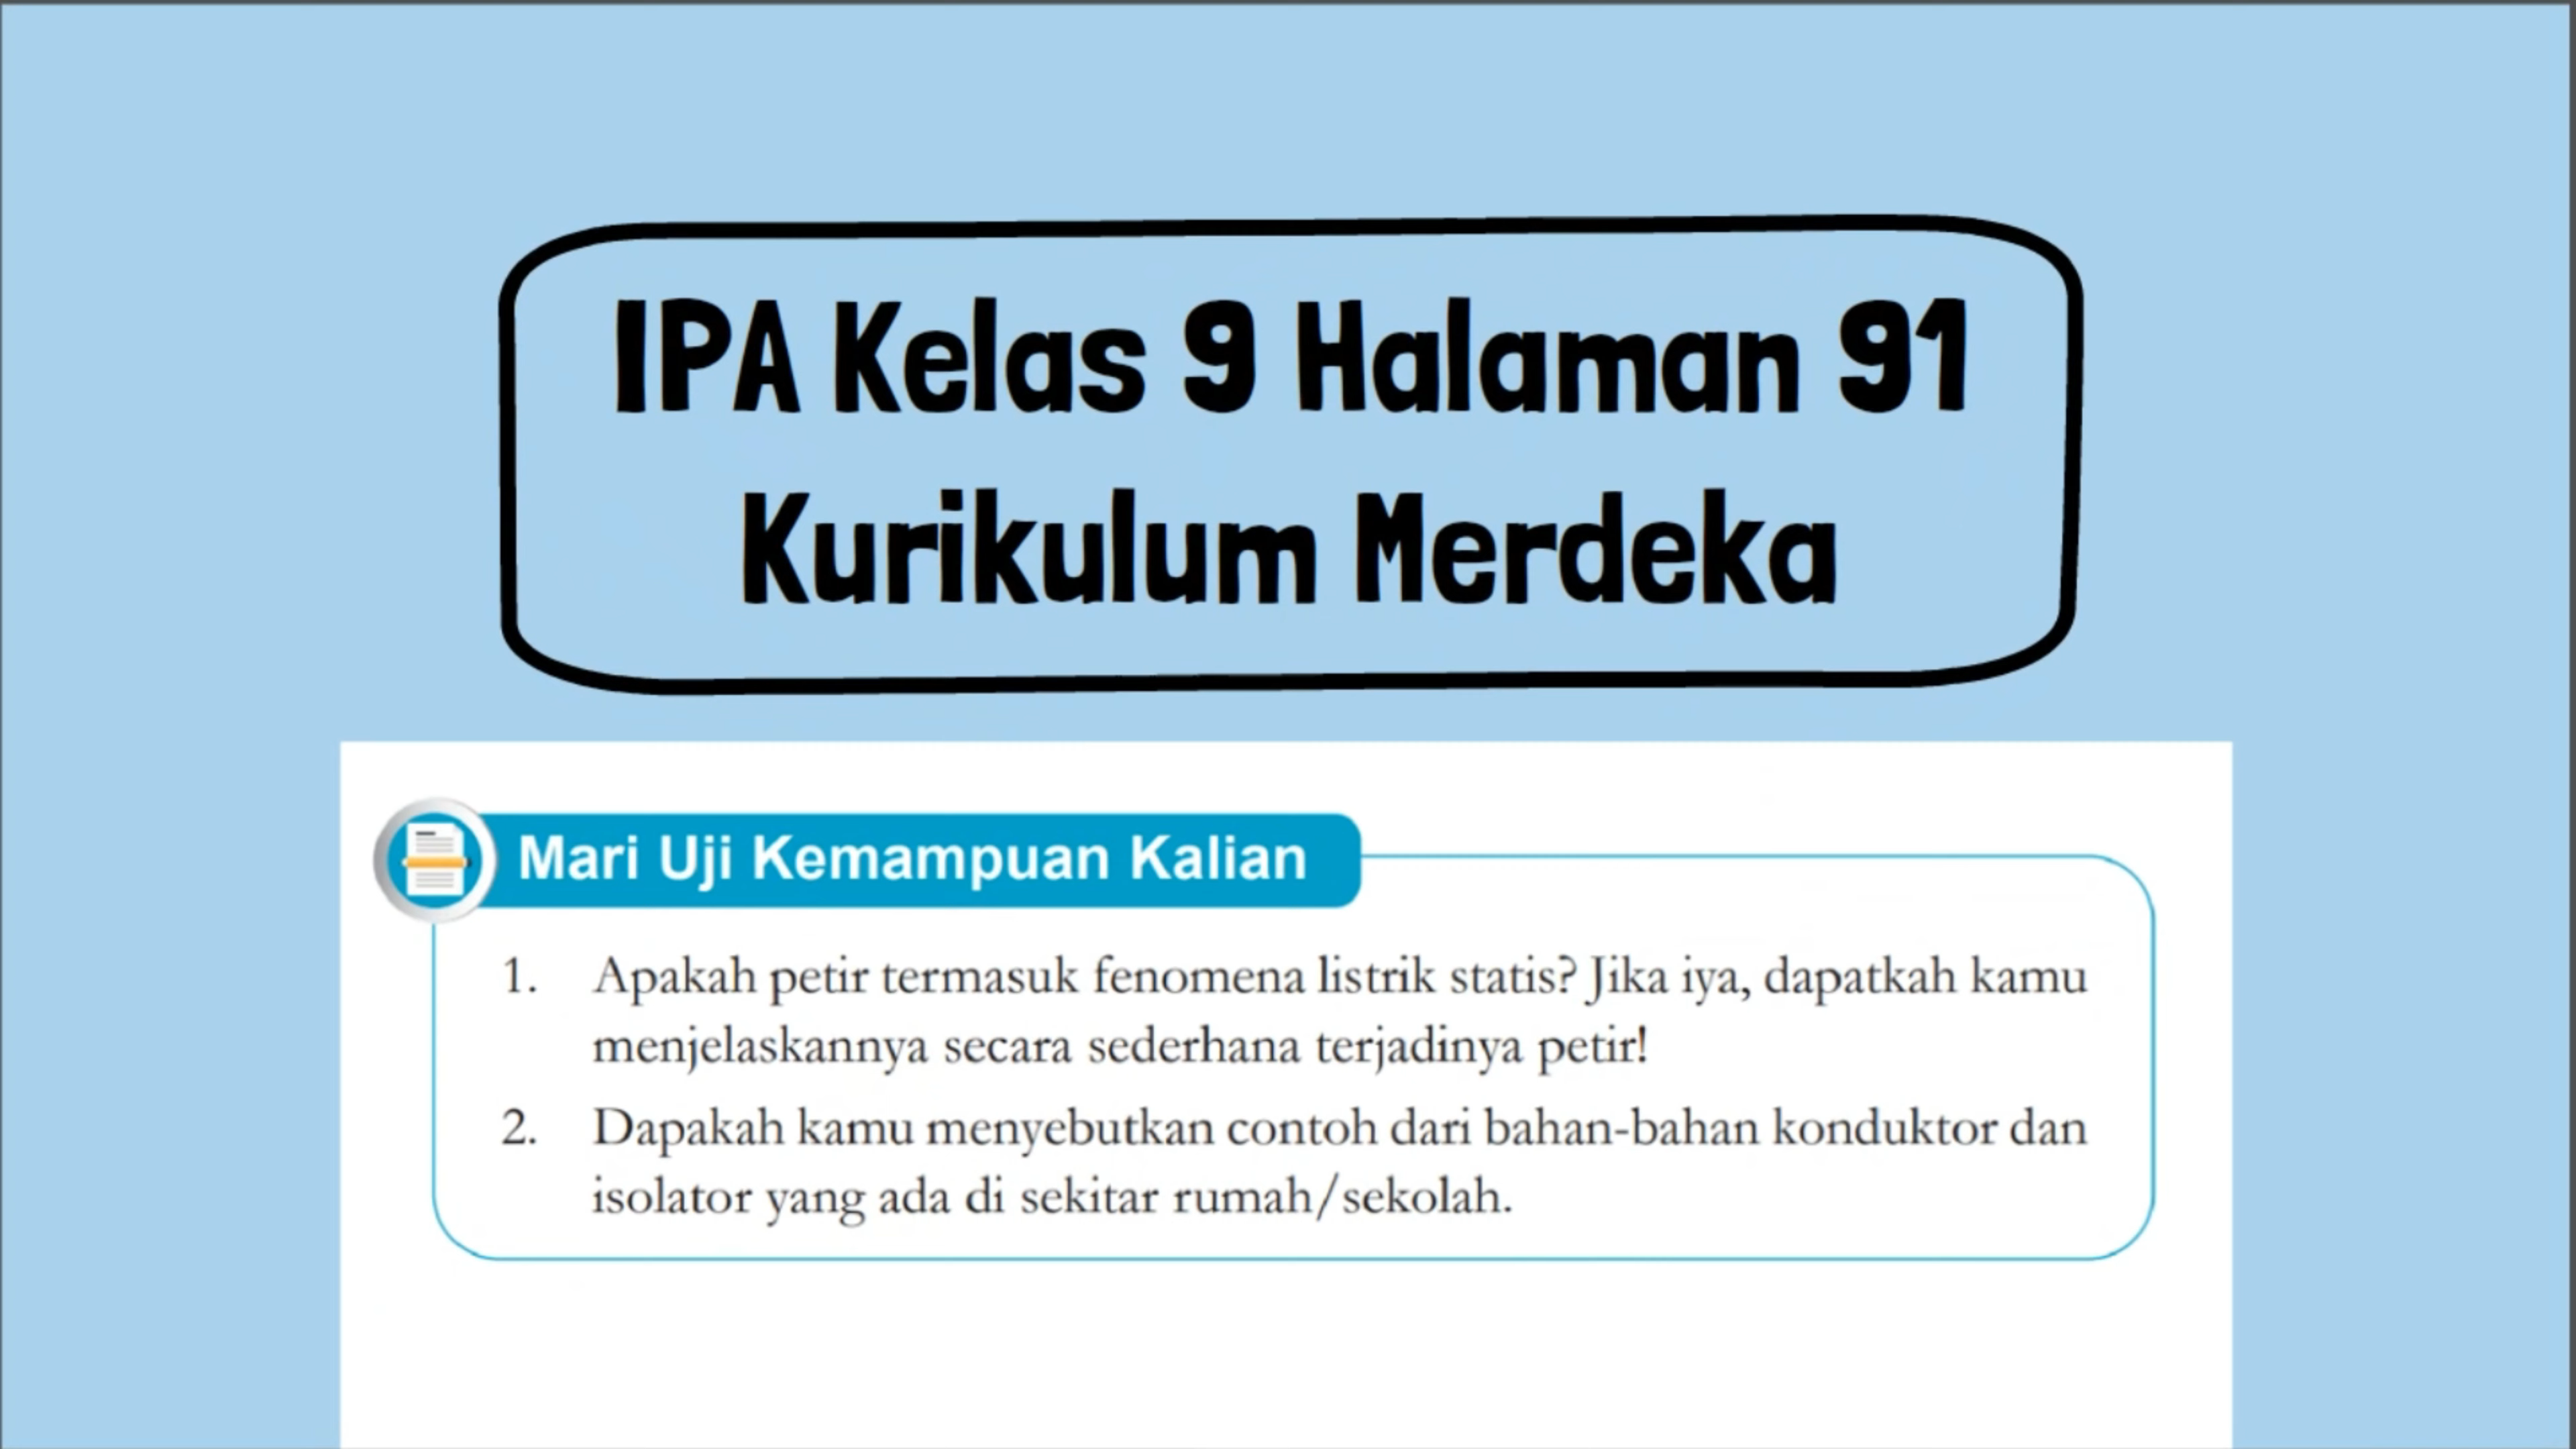 IPA Kelas 9 Halaman 91
Kurikulum Merdeka
Mari Uji Kemampuan Kalian
1. Apakah petir termasuk fenomena listrik statis? Jika iya, dapatkah kamu
menjelaskannya secara sederhana terjadinya petir!
2. Dapakah kamu menyebutkan contoh dari bahan-bahan konduktor dan
isolator yang ada di sekitar rumah/sekolah.